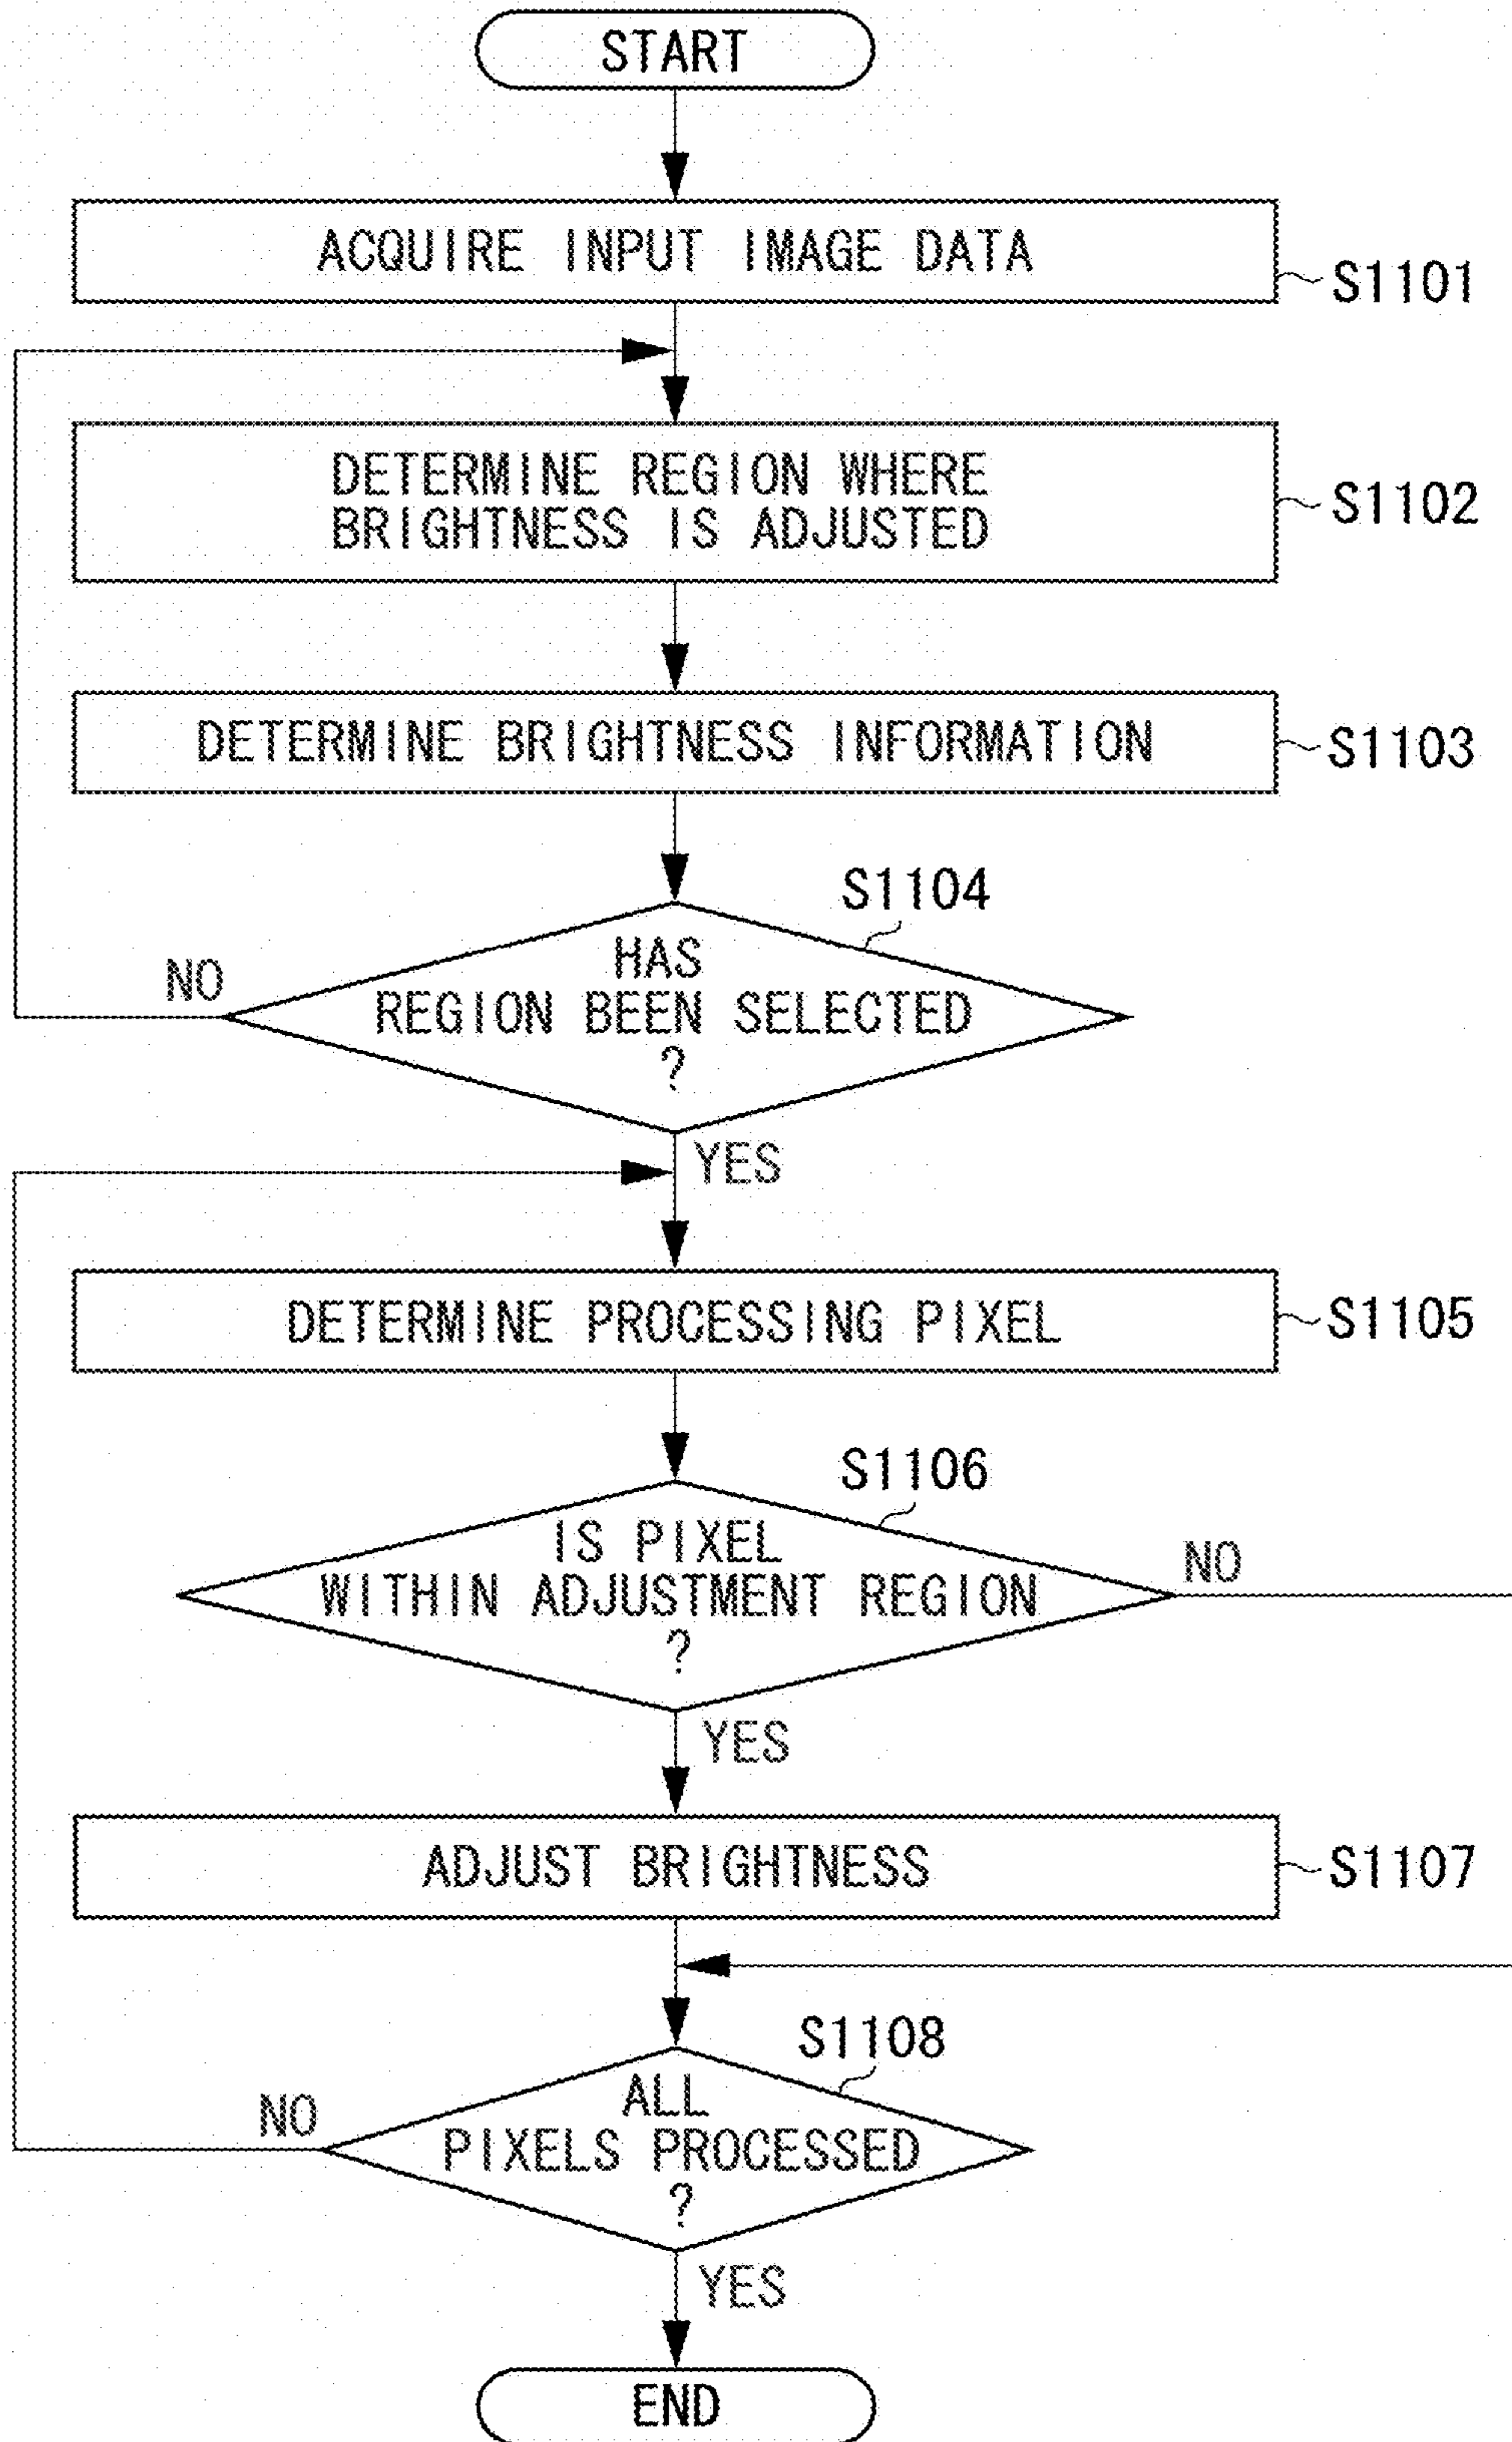 START
ACQUIRE INPUT IMAGE DATA
S1101
DETERMINE REGION WHERE
BRIGHTNESS IS ADJUSTED
S1102
DETERMINE BRIGHTNESS INFORMATION
S1103
S1104
HAS
REGION BEEN SELECTED
?
NO
YES
DETERMINE PROCESSING PIXEL
S1105
S1106
IS PIXEL
WITHIN ADJUSTMENT REGION
?
NO
YES
ADJUST BRIGHTNESS
S1107
S1108
ALL
PIXELS PROCESSED
?
NO
YES
END